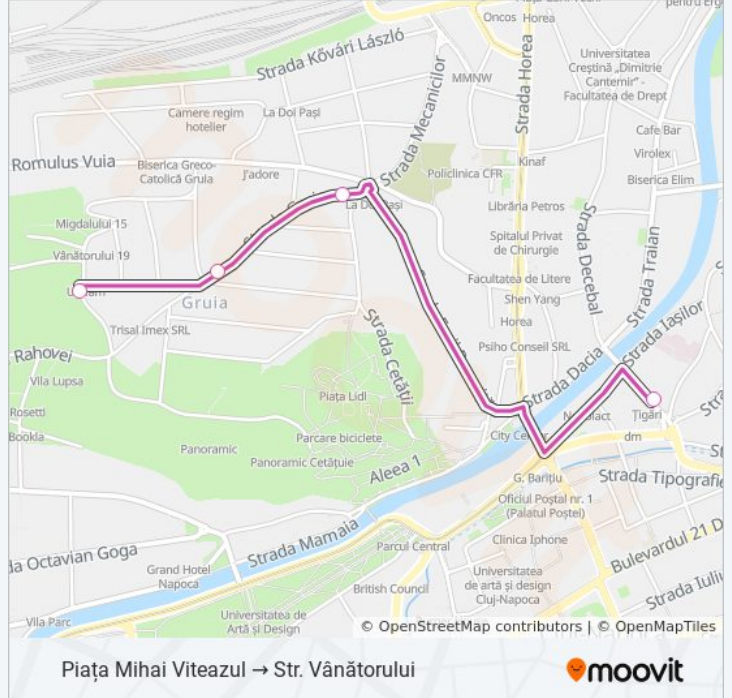 pentru Erg
Oncos
Horea
Strada Kővári László
Strada Mecanicilor
MMNW
Strada Horea
Universitatea
Creștină „Dimitrie
Cantemir” -
Facultatea de Drept
Camere regim
hotelier
La Doi Pași
Cafe Bar
Virolex
Romulus Vuia
Biserica Greco-
Catolică Gruia
J'adore
Kinaf
Policlinica CFR
Biserica Elim
La Doi Pași
Librăria Petros
Migdalului 15
Spitalul Privat
de Chirurgie
Strada Decebal
Strada Traian
Vânătorului 19
Facultatea de Litere
Shen Yang
Gruia
Horea
Trisal Imex SRL
Strada Cetății
Psiho Conseil SRL
Strada Dacia
Strada Iașilor
Rahovei
Vila Lupsa
Piața Lidl
Rosetti
Bookla
Țigări
Parcare biciclete
City Center
dm
Panoramic
Panoramic Cetățuie
Aleea 1
G. Barițiu
Strada Tipografie
Oficiul Poștal nr. 1
(Palatul Poștei)
Strada Mamaia
Clinica Iphone
Parcul Central
Bulevardul 21 D
la Octavian Goga
Grand Hotel
Napoca
British Council
Universitatea
de artă și design
Cluj-Napoca
Strada Iuliu
Vila Parc
Universitatea de
Artă și Design
© OpenStreetMap contributors | © OpenMapTiles
Piața Mihai Viteazul → Str. Vânătorului
moovit